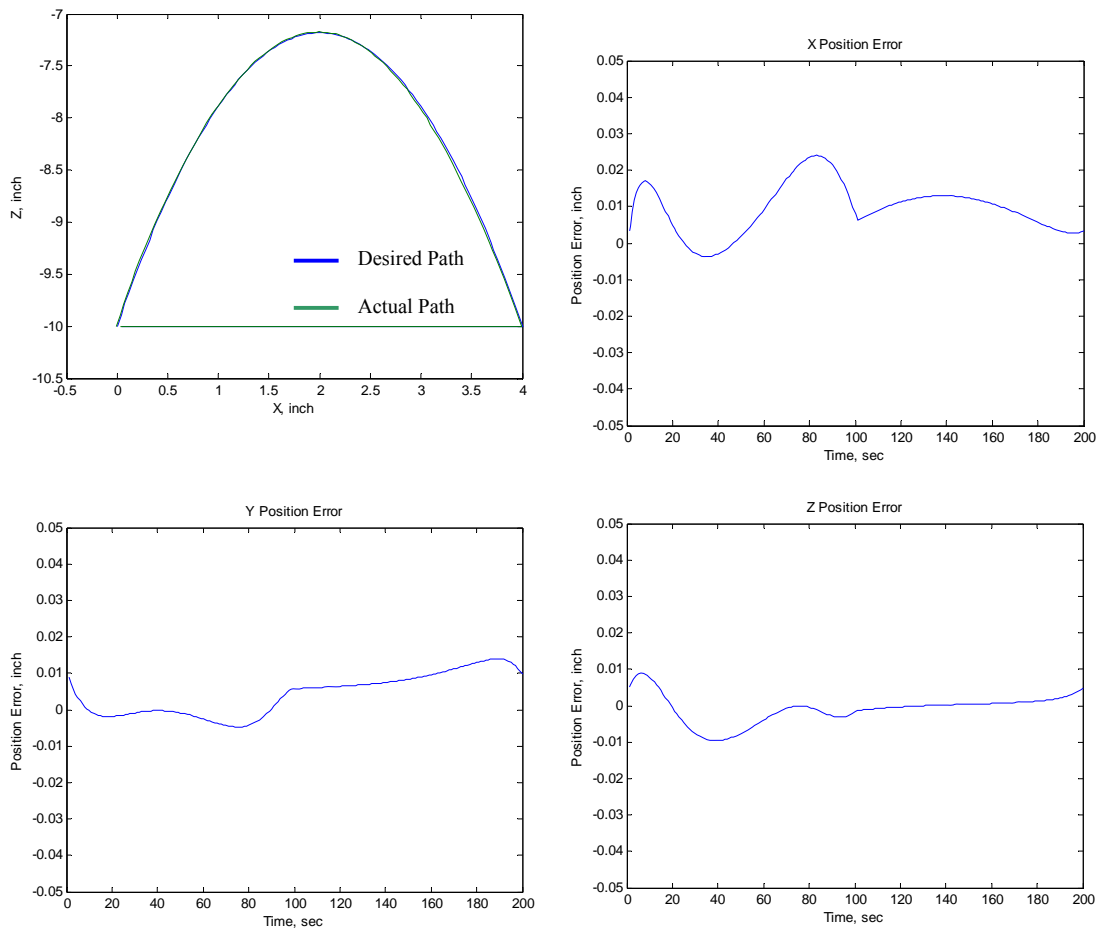 -7
-7.5
-8
-8.5
-9
-9.5
-10
-10.5
Z, inch
-0.5 0 0.5 1 1.5 2 2.5 3 3.5 4
X, inch
Desired Path
Actual Path
X Position Error
0.05
0.04
0.03
0.02
0.01
0
-0.01
-0.02
-0.03
-0.04
-0.05
Position Error, inch
0 20 40 60 80 100 120 140 160 180 200
Time, sec
Y Position Error
0.05
0.04
0.03
0.02
0.01
0
-0.01
-0.02
-0.03
-0.04
-0.05
Position Error, inch
0 20 40 60 80 100 120 140 160 180 200
Time, sec
Z Position Error
0.05
0.04
0.03
0.02
0.01
0
-0.01
-0.02
-0.03
-0.04
-0.05
Position Error, inch
0 20 40 60 80 100 120 140 160 180 200
Time, sec